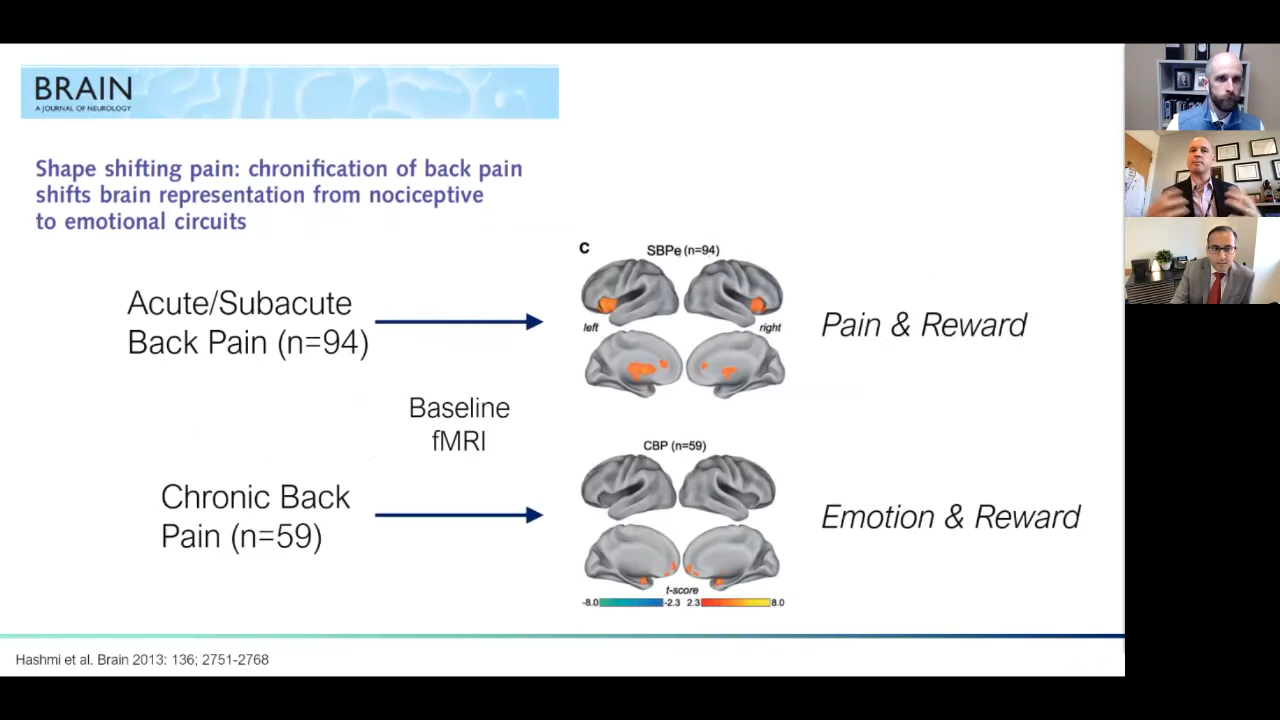 BRAIN
A JOURNAL OF NEUROLOGY
Shape shifting pain: chronification of back pain
shifts brain representation from nociceptive
to emotional circuits
C
SBPe (n=94)
Acute/Subacute
Back Pain (n=94)
left
right
Pain & Reward
Baseline
fMRI
CBP (n=59)
Chronic Back
Pain (n=59)
Emotion & Reward
t-score
-8.0
-2.3
2.3
8.0
Hashmi et al. Brain 2013: 136; 2751-2768